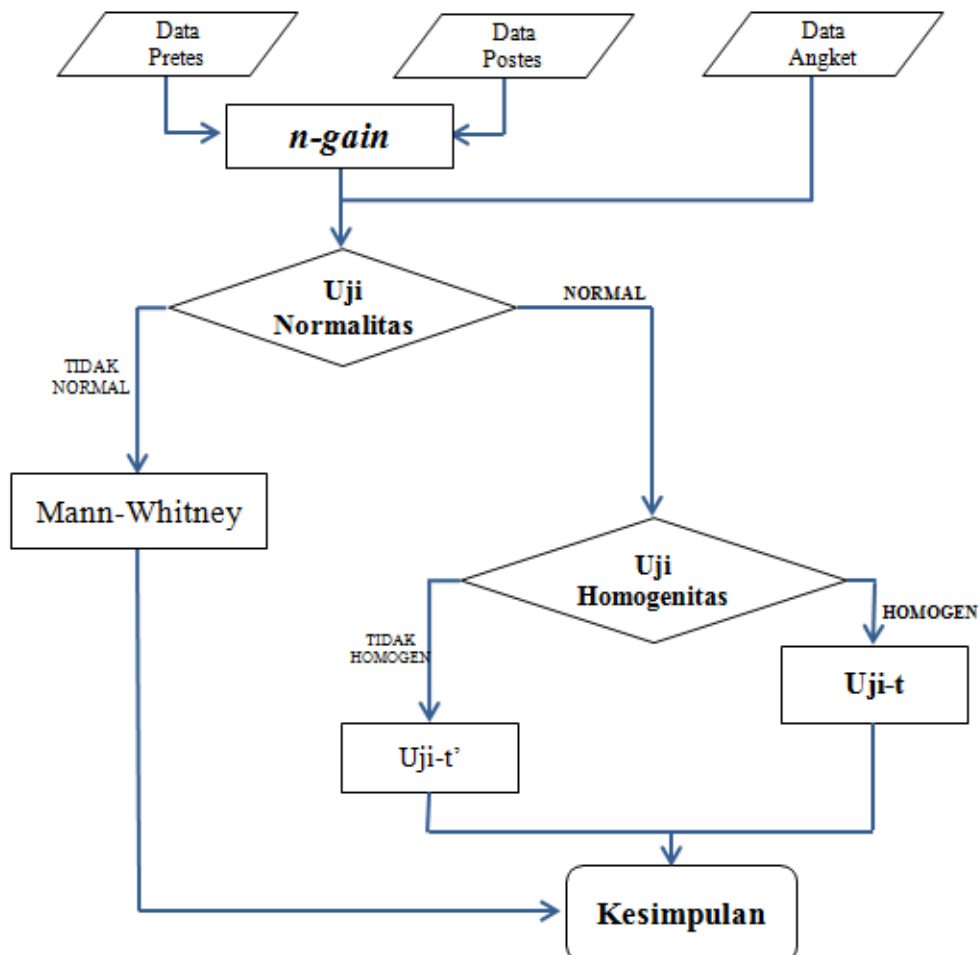 Data
Pretes
Data
Postes
Data
Angket
n-gain
Uji
Normalitas
NORMAL
TIDAK
NORMAL
Mann-Whitney
Uji
Homogenitas
TIDAK
HOMOGEN
HOMOGEN
Uji-t
Uji-t’
Kesimpulan